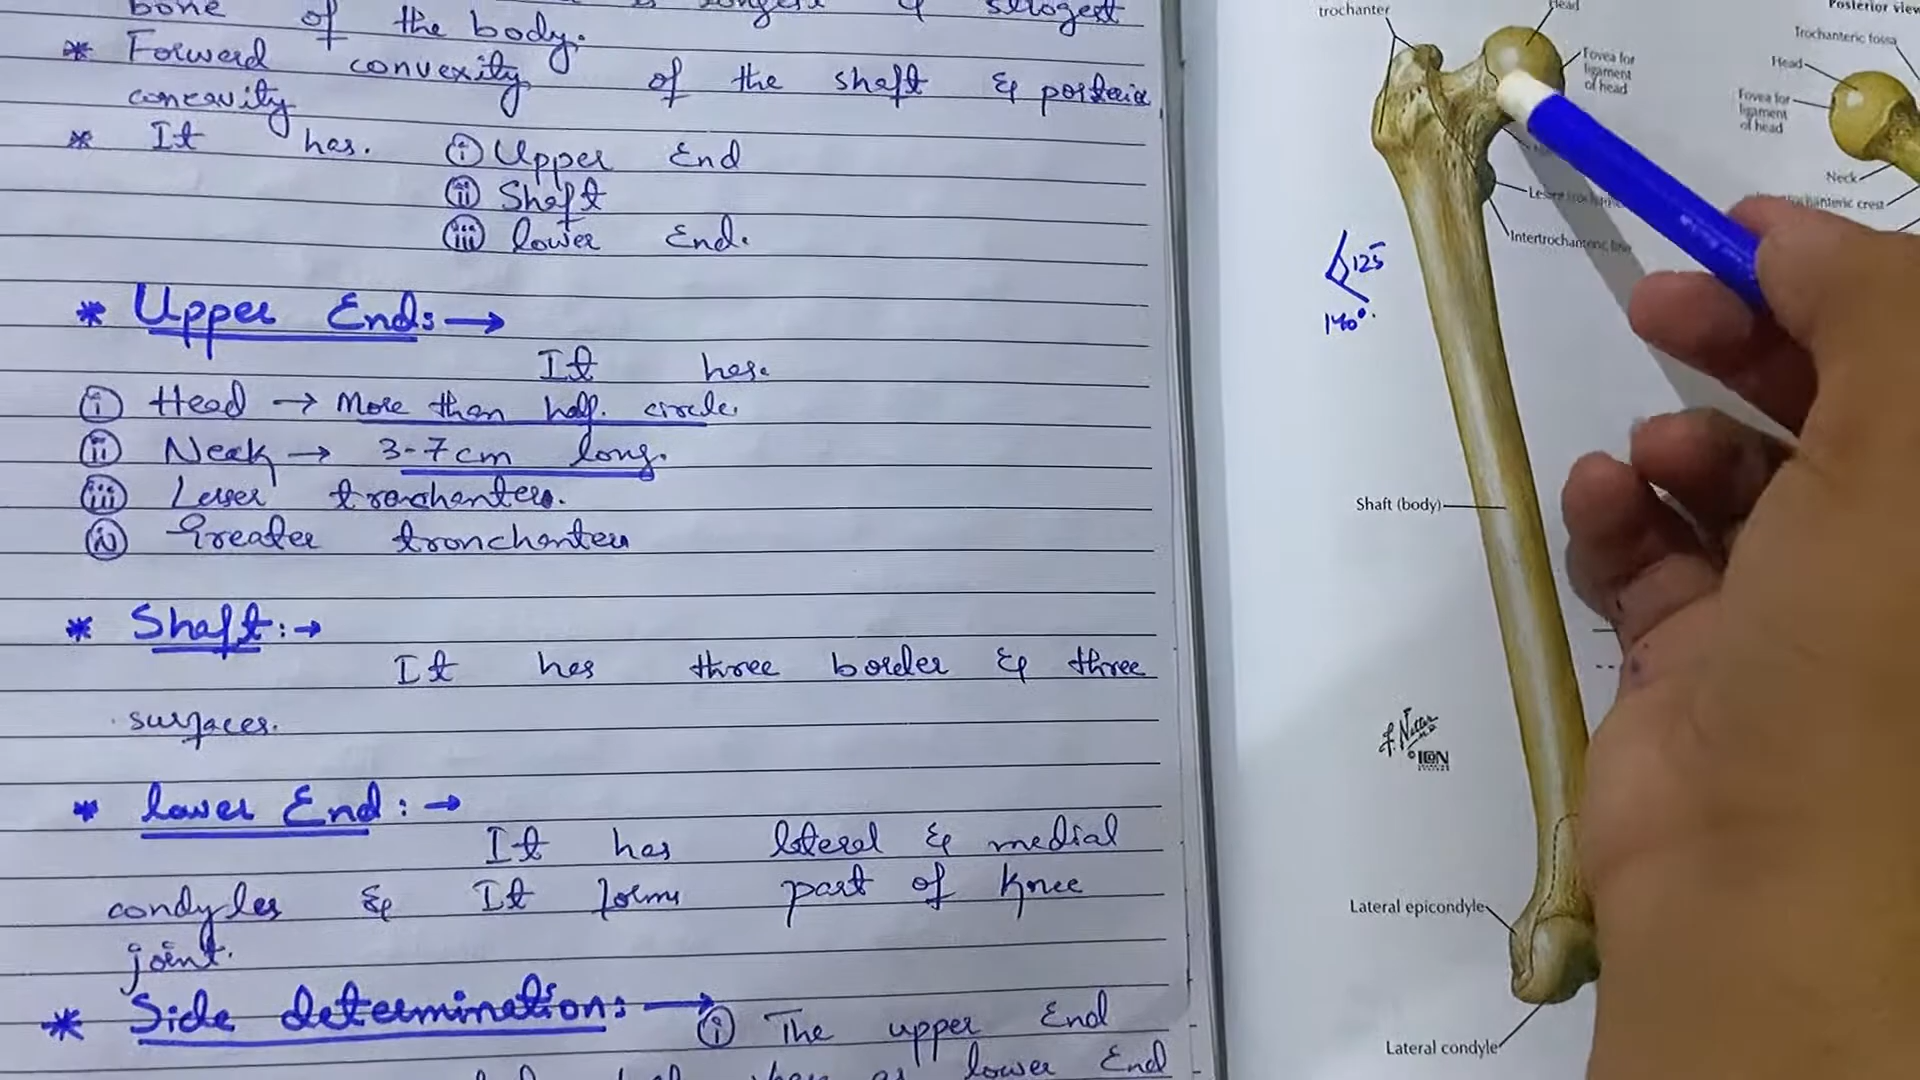 bone of the body.
* Forward convexity of the shaft & posterior
concavity
* It has. (i) Upper End
(ii) Shaft
(iii) lower End.
* Upper End: →
It has.
(i) Head → More than half. circle.
(ii) Neck → 3-7cm long.
(iii) Lesser tronchanter.
(iv) Greater tronchanter
* Shaft: →
It has three border & three
surfaces.
* lower End: →
It has lateral & medial
condyles & It forms part of Knee
joint.
* Side determination: → (i) The upper End
lower End
trochanter
Head
Fovea for
ligament
of head
Intertrochanteric line
125
140°.
Shaft (body)
F. Netter
M.D.
© ICON
Lateral epicondyle
Lateral condyle
Posterior view
Trochanteric fossa
Head
Fovea for
ligament
of head
Neck
crest